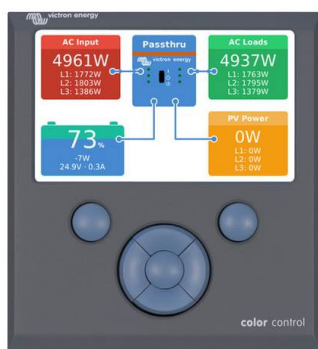 victron energy
AC Input
4961W
L1: 1772W
L2: 1803W
L3: 1386W
Passthru
victron energy
AC Loads
4937W
L1: 1763W
L2: 1795W
L3: 1379W
73%
-7W
24.9V · 0.3A
PV Power
0W
L1: 0W
L2: 0W
L3: 0W
color control